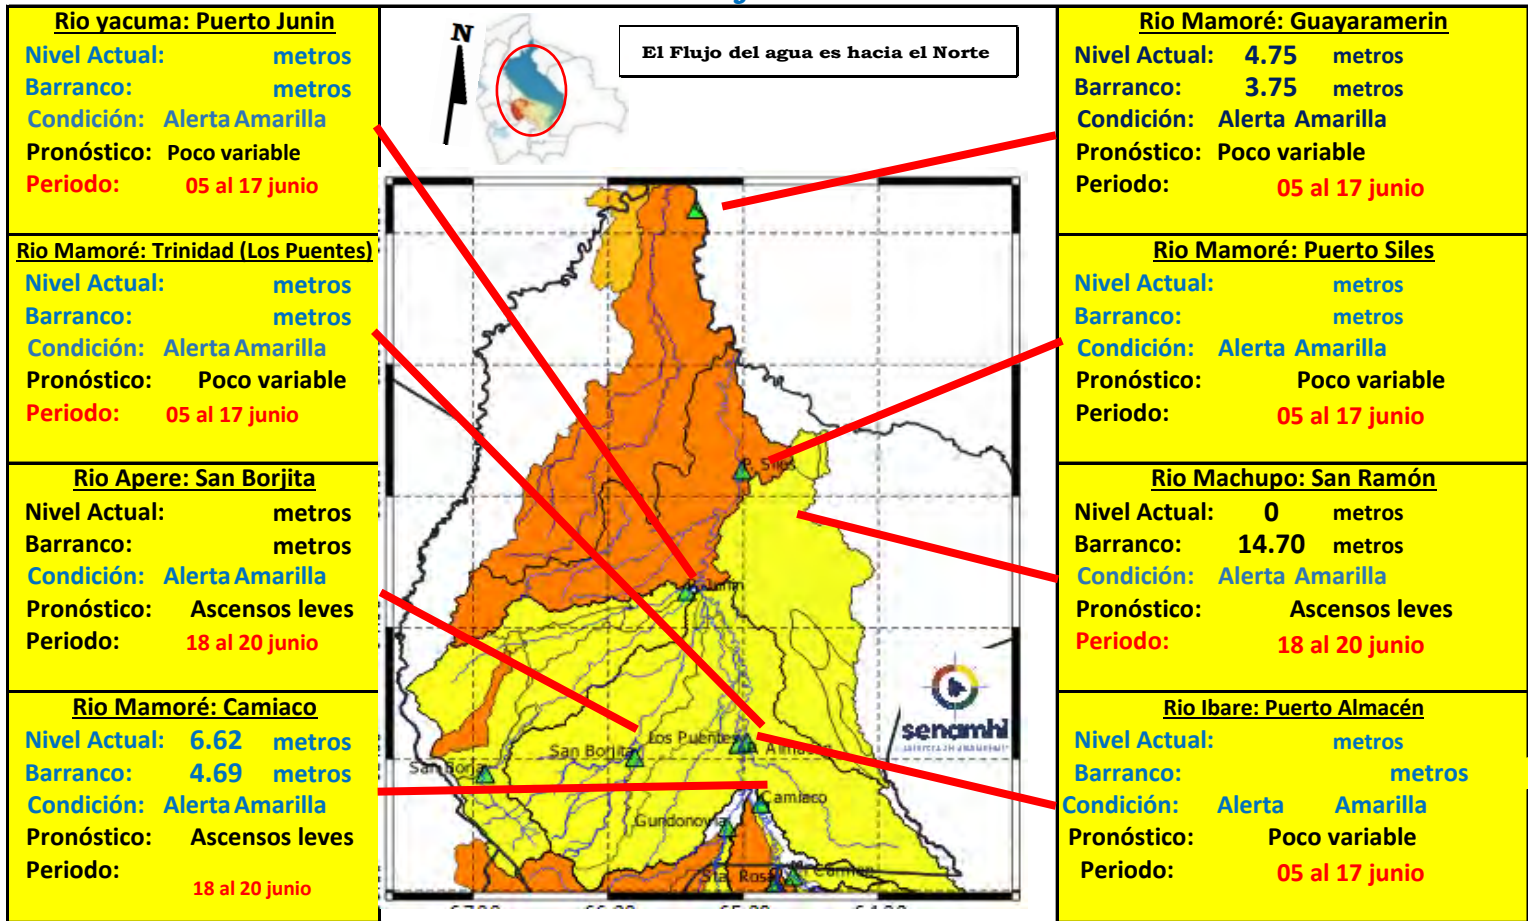 Rio yacuma: Puerto Junin
Nivel Actual: metros
Barranco: metros
Condición: Alerta Amarilla
Pronóstico: Poco variable
Periodo: 05 al 17 junio
Rio Mamoré: Trinidad (Los Puentes)
Nivel Actual: metros
Barranco: metros
Condición: Alerta Amarilla
Pronóstico: Poco variable
Periodo: 05 al 17 junio
Rio Apere: San Borjita
Nivel Actual: metros
Barranco: metros
Condición: Alerta Amarilla
Pronóstico: Ascensos leves
Periodo: 18 al 20 junio
Rio Mamoré: Camiaco
Nivel Actual: 6.62 metros
Barranco: 4.69 metros
Condición: Alerta Amarilla
Pronóstico: Ascensos leves
Periodo:
18 al 20 junio
N
El Flujo del agua es hacia el Norte
P. Siles
Junin
Los Puentes
P. Almacén
San Borjita
San Borja
Camiaco
Gundonovia
Sta. Rosa
Carmen
senamhi
Rio Mamoré: Guayaramerin
Nivel Actual: 4.75 metros
Barranco: 3.75 metros
Condición: Alerta Amarilla
Pronóstico: Poco variable
Periodo: 05 al 17 junio
Rio Mamoré: Puerto Siles
Nivel Actual: metros
Barranco: metros
Condición: Alerta Amarilla
Pronóstico: Poco variable
Periodo: 05 al 17 junio
Rio Machupo: San Ramón
Nivel Actual: 0 metros
Barranco: 14.70 metros
Condición: Alerta Amarilla
Pronóstico: Ascensos leves
Periodo: 18 al 20 junio
Rio Ibare: Puerto Almacén
Nivel Actual: metros
Barranco: metros
Condición: Alerta Amarilla
Pronóstico: Poco variable
Periodo: 05 al 17 junio